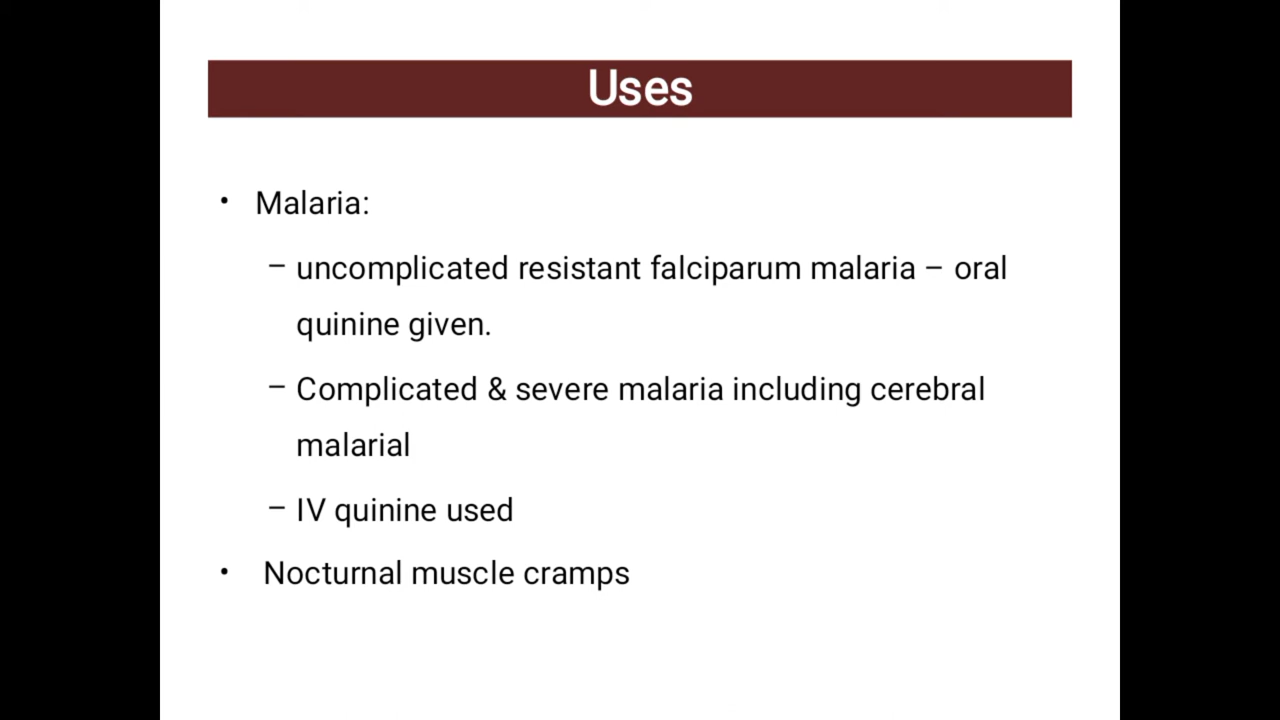 Uses
• Malaria:
– uncomplicated resistant falciparum malaria – oral
quinine given.
– Complicated & severe malaria including cerebral
malarial
– IV quinine used
• Nocturnal muscle cramps